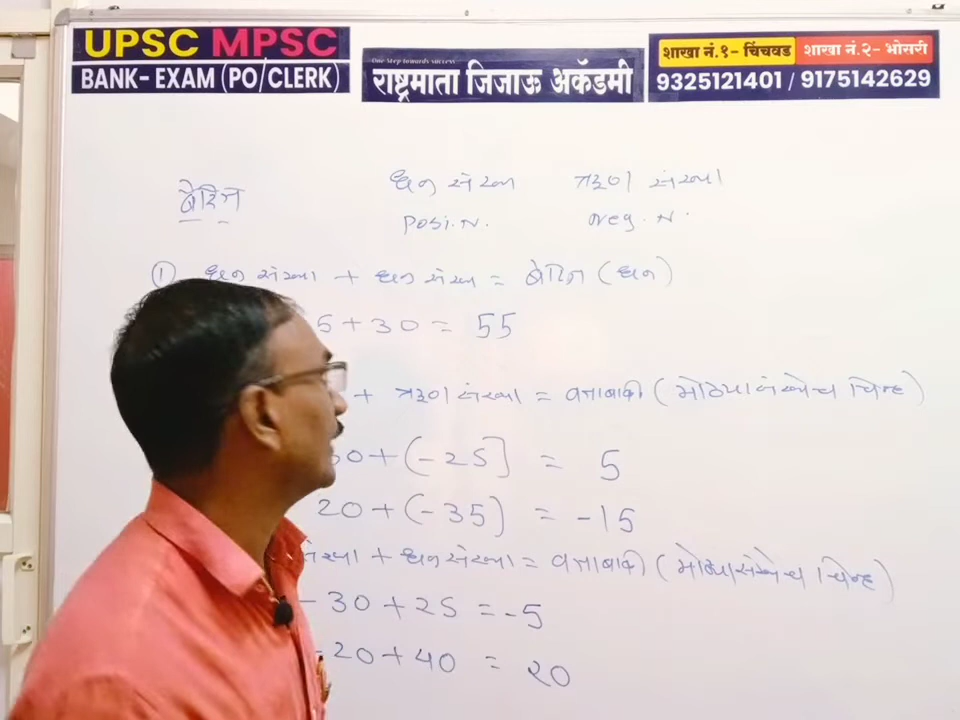 UPSC MPSC
BANK- EXAM (PO/CLERK)
One Step towards success
राष्ट्रमाता जिजाऊ अकॅडमी
शाखा नं.१- चिंचवड शाखा नं.२- भोसरी
9325121401 / 9175142629
बेरीज
धन संख्या ऋण संख्या
Posi. N. Neg. N.
① धन संख्या + धन संख्या = बेरीज (धन)
5 + 30 = 55
+ ऋण संख्या = वजाबाकी (मोठ्या संख्येचे चिन्ह)
30 + (-25] = 5
20 + (-35) = -15
संख्या + धन संख्या = वजाबाकी (मोठ्या संख्येचे चिन्ह)
- 30 + 25 = -5
-20 + 40 = 20